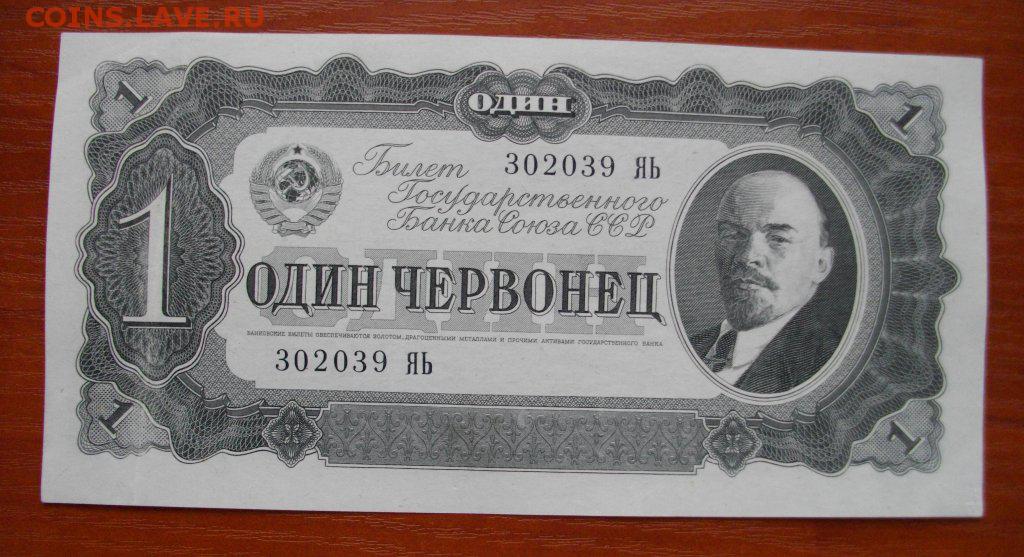 COINS.LAVE.RU
1 ОДИН 1
Билет 302039 ЯЬ
Государственного
Банка Союза ССР
1
ОДИН
ОДИН ЧЕРВОНЕЦ
БАНКОВСКИЕ БИЛЕТЫ ОБЕСПЕЧИВАЮТСЯ ЗОЛОТОМ, ДРАГОЦЕННЫМИ МЕТАЛЛАМИ И ПРОЧИМИ АКТИВАМИ ГОСУДАРСТВЕННОГО БАНКА
302039 ЯЬ
1 1